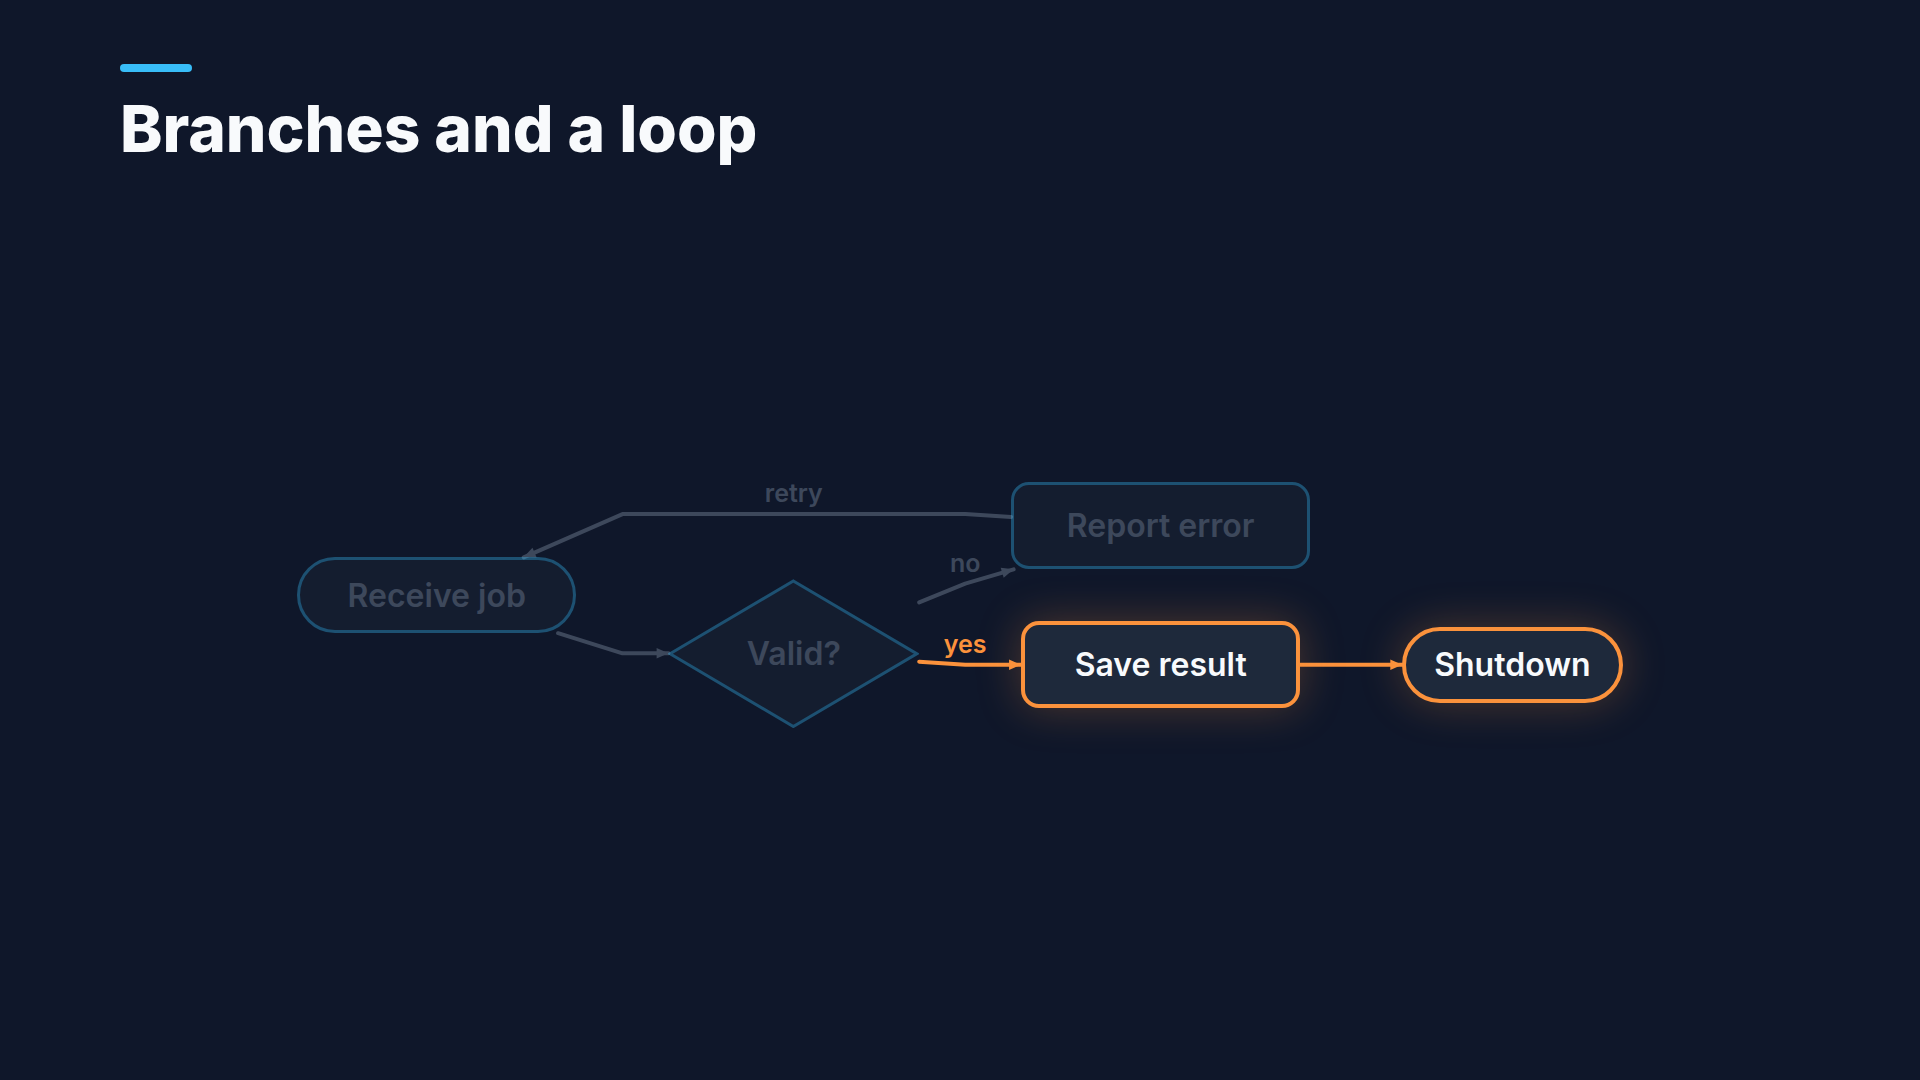 Branches and a loop
retry
Report error
no
Receive job
Valid?
yes
Save result
Shutdown